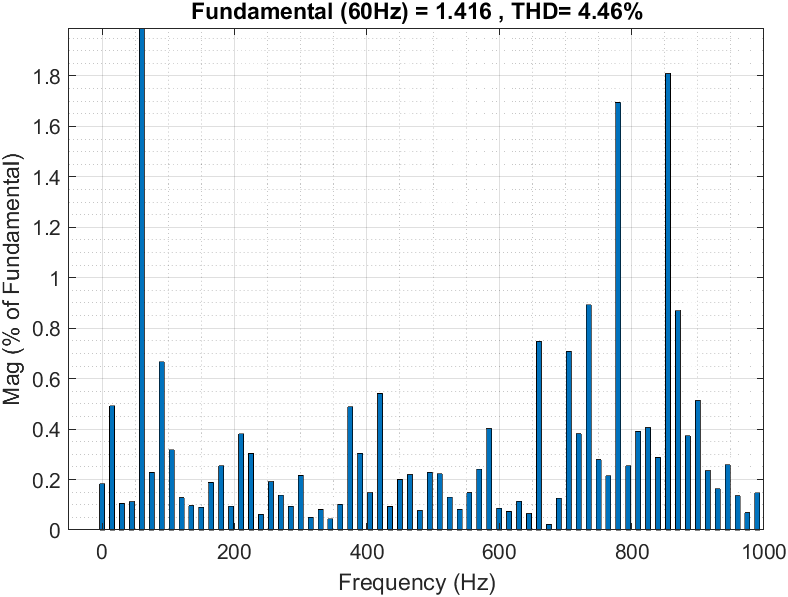 Fundamental (60Hz) = 1.416 , THD= 4.46%
Mag (% of Fundamental)
1.8
1.6
1.4
1.2
1
0.8
0.6
0.4
0.2
0
0 200 400 600 800 1000
Frequency (Hz)